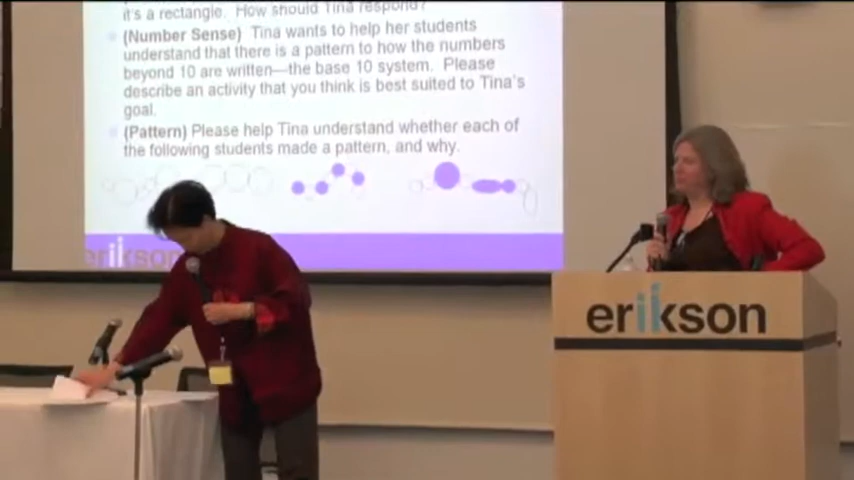 it's a rectangle. How should Tina respond?
(Number Sense) Tina wants to help her students
understand that there is a pattern to how the numbers
beyond 10 are written—the base 10 system. Please
describe an activity that you think is best suited to Tina's
goal.
(Pattern) Please help Tina understand whether each of
the following students made a pattern, and why.
erikson
erikson